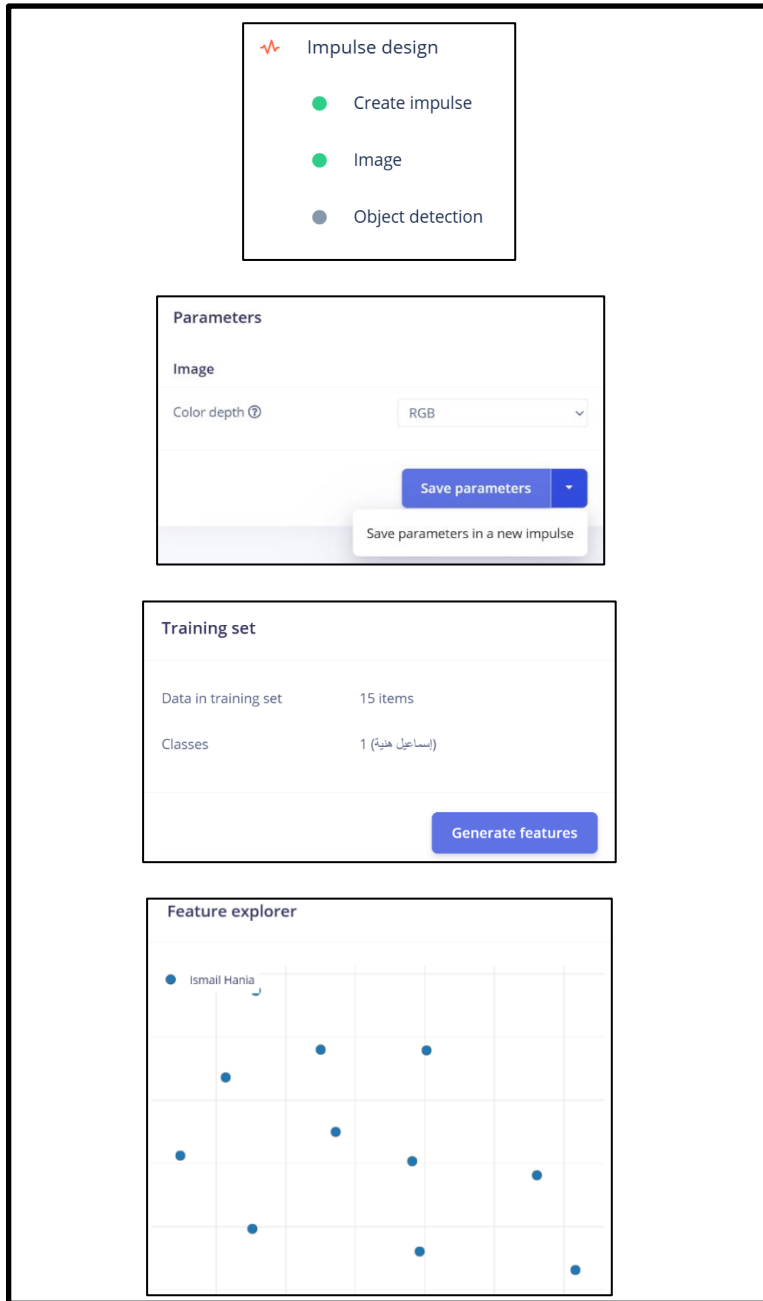 Impulse design
Create impulse
Image
Object detection
Parameters
Image
Color depth ?
RGB
Save parameters
Save parameters in a new impulse
Training set
Data in training set 15 items
Classes 1 (إسماعيل هنية)
Generate features
Feature explorer
Ismail Hania